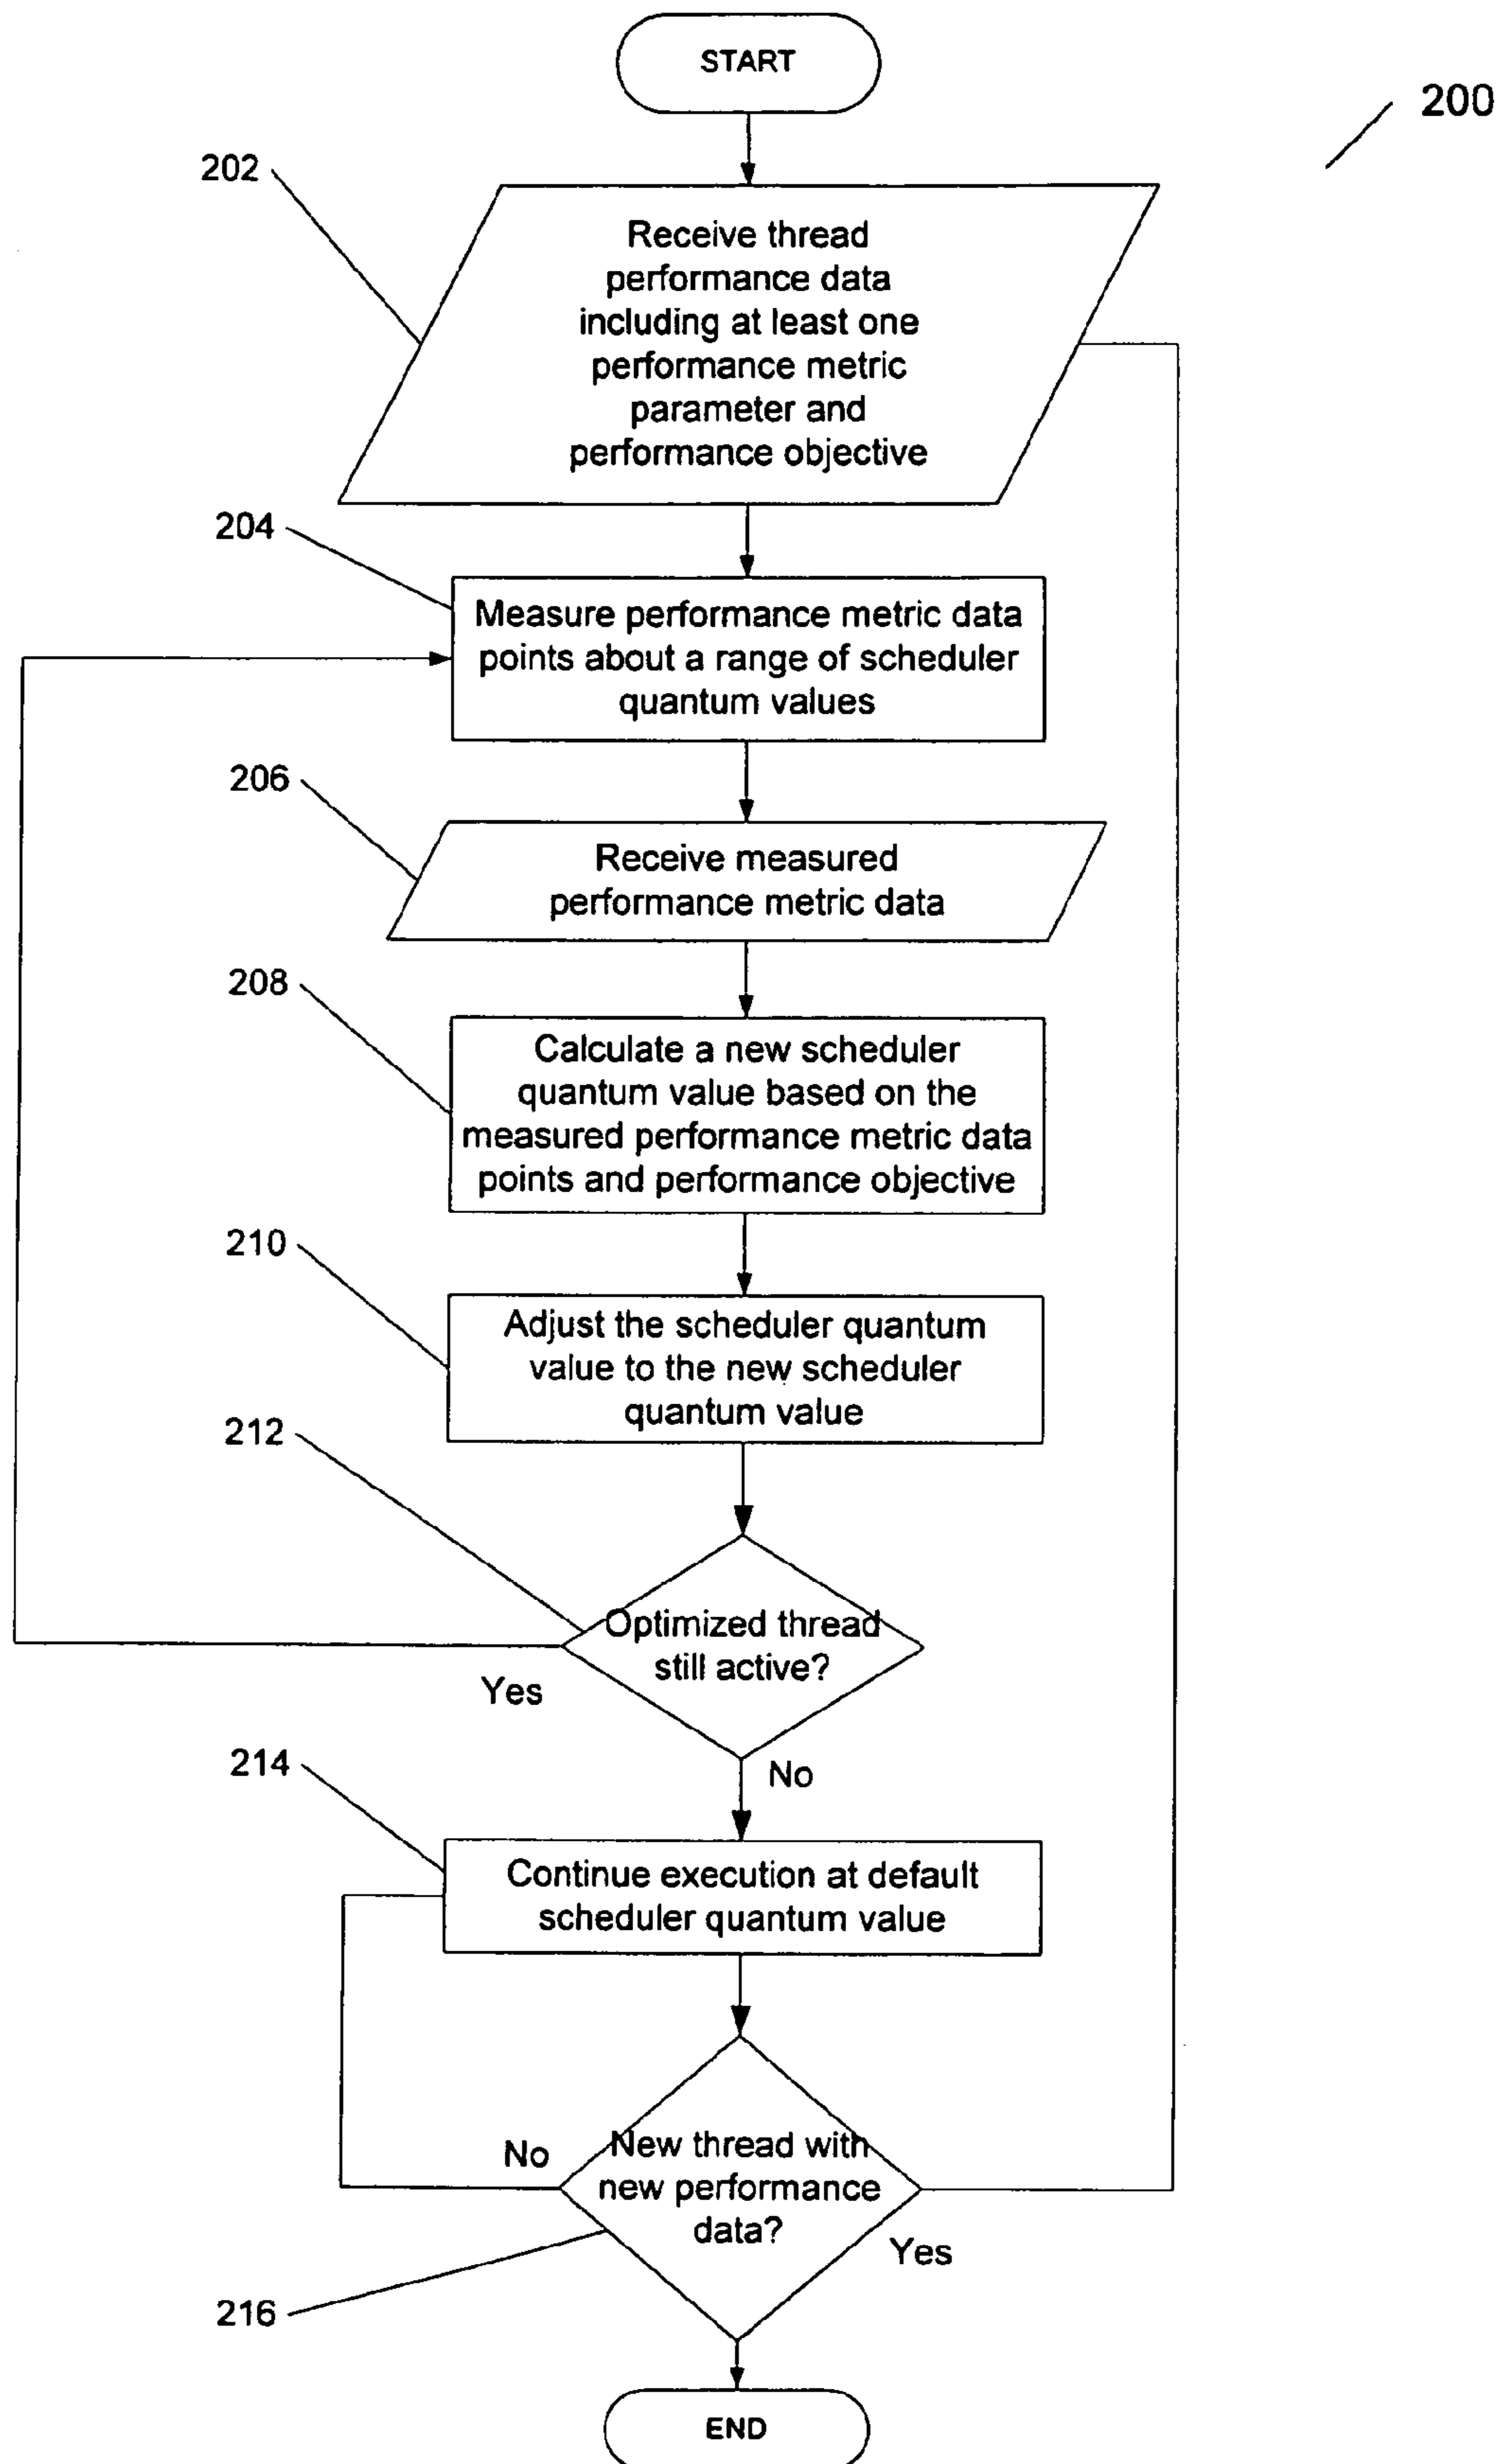 START
200
202
Receive thread
performance data
including at least one
performance metric
parameter and
performance objective
204
Measure performance metric data
points about a range of scheduler
quantum values
206
Receive measured
performance metric data
208
Calculate a new scheduler
quantum value based on the
measured performance metric data
points and performance objective
210
Adjust the scheduler quantum
value to the new scheduler
quantum value
212
Optimized thread
still active?
Yes
No
214
Continue execution at default
scheduler quantum value
No
New thread with
new performance
data?
Yes
216
END